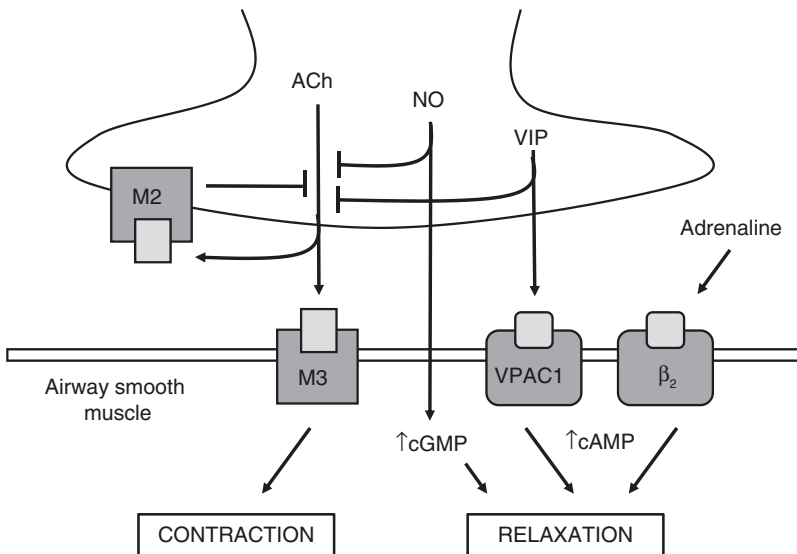 ACh
NO
VIP
M2
Adrenaline
M3
VPAC1
β₂
Airway smooth
muscle
↑cGMP
↑cAMP
CONTRACTION
RELAXATION